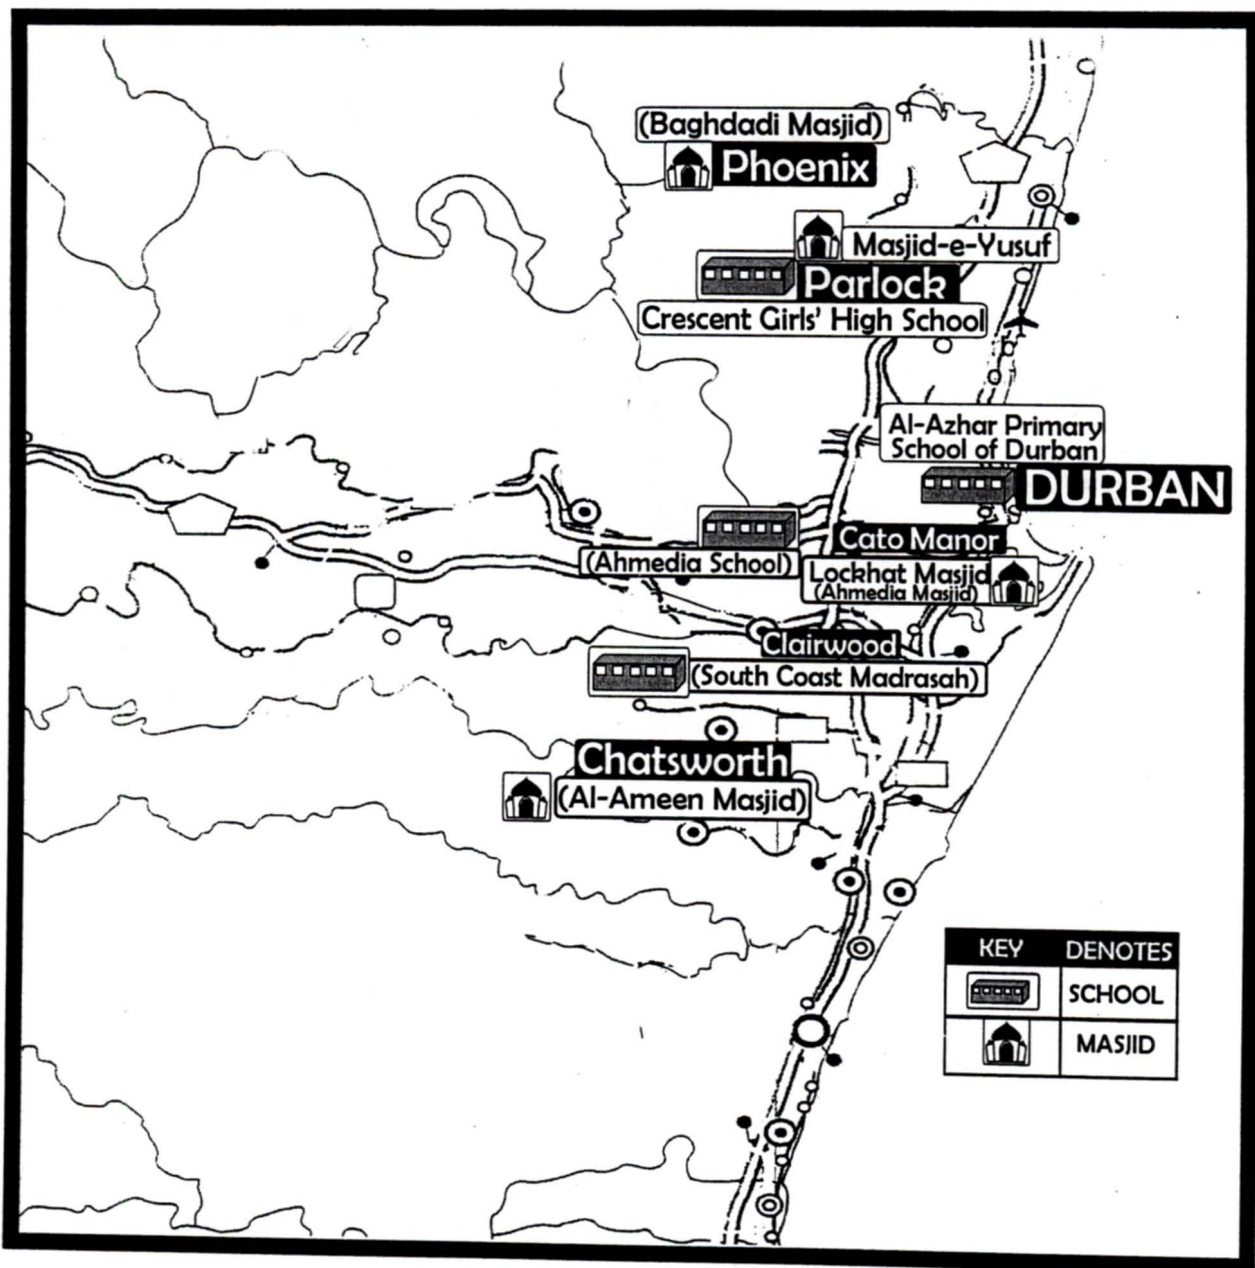 (Baghdadi Masjid)
Phoenix
Masjid-e-Yusuf
Parlock
Crescent Girls' High School
Al-Azhar Primary
School of Durban
DURBAN
Cato Manor
(Ahmedia School)
Lockhat Masjid
(Ahmedia Masjid)
Clairwood
(South Coast Madrasah)
Chatsworth
(Al-Ameen Masjid)
KEY DENOTES
SCHOOL
MASJID